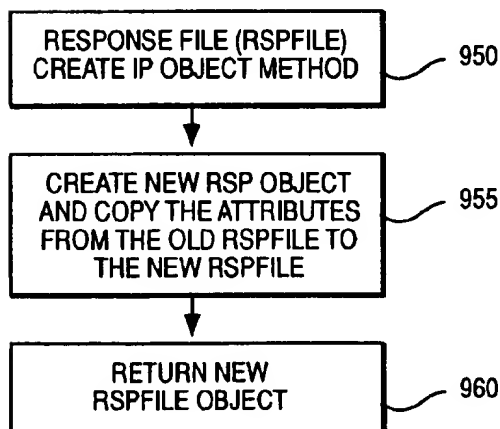 RESPONSE FILE (RSPFILE)
CREATE IP OBJECT METHOD
950
CREATE NEW RSP OBJECT
AND COPY THE ATTRIBUTES
FROM THE OLD RSPFILE TO
THE NEW RSPFILE
955
RETURN NEW
RSPFILE OBJECT
960